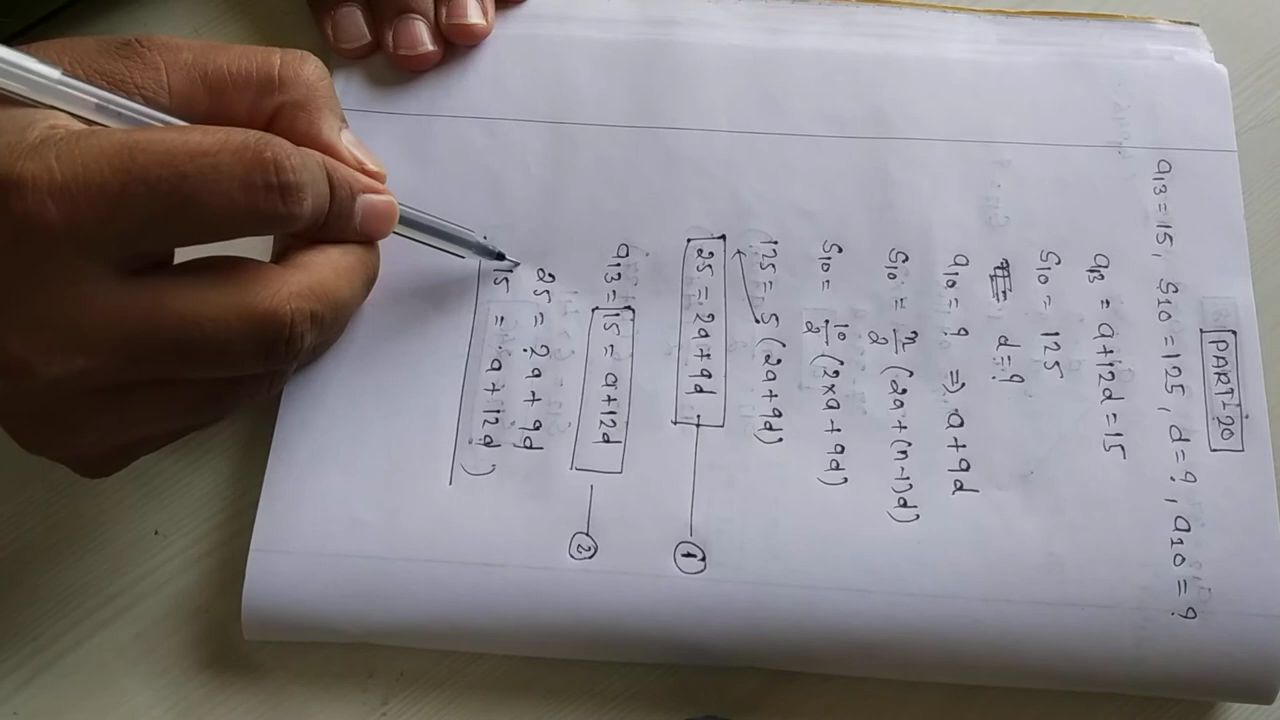 PART-20
a13 = 15, S10 = 125, d = ?, a10 = ?
a13 = a+12d = 15
S10 = 125
d = ?
a10 = ? ⇒ a + 9d
S10 = n/2 (2a + (n-1)d)
S10 = 10/2 (2×a + 9d)
125 = 5 (2a + 9d)
25 = 2a + 9d — ①
a13 = 15 = a + 12d — ②
25 = 2a + 9d
15 = a + 12d )